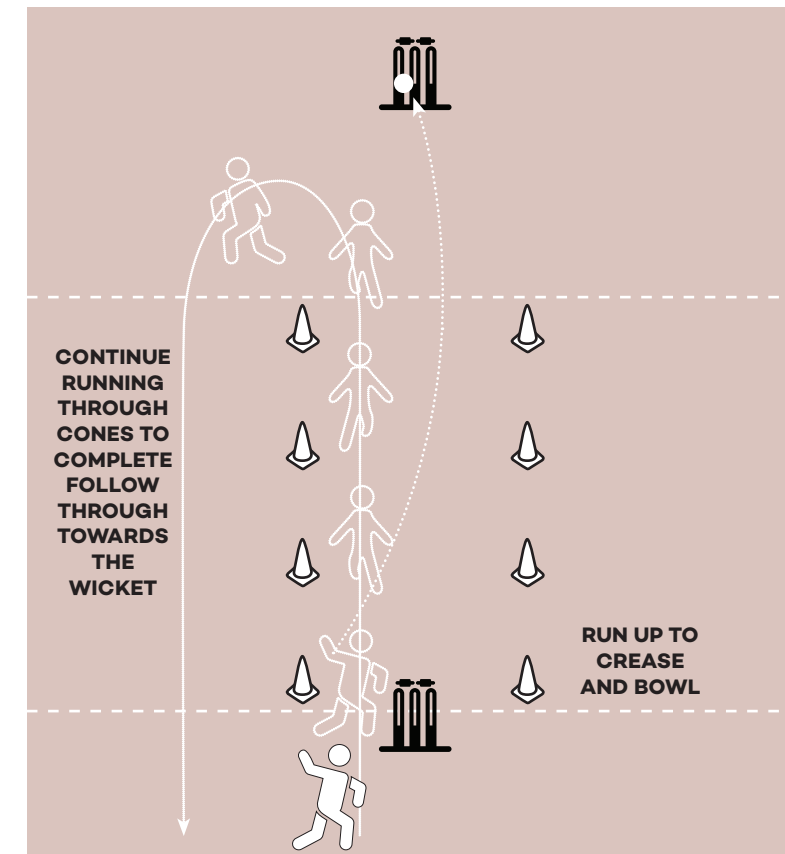 CONTINUE
RUNNING
THROUGH
CONES TO
COMPLETE
FOLLOW
THROUGH
TOWARDS
THE
WICKET
RUN UP TO
CREASE
AND BOWL